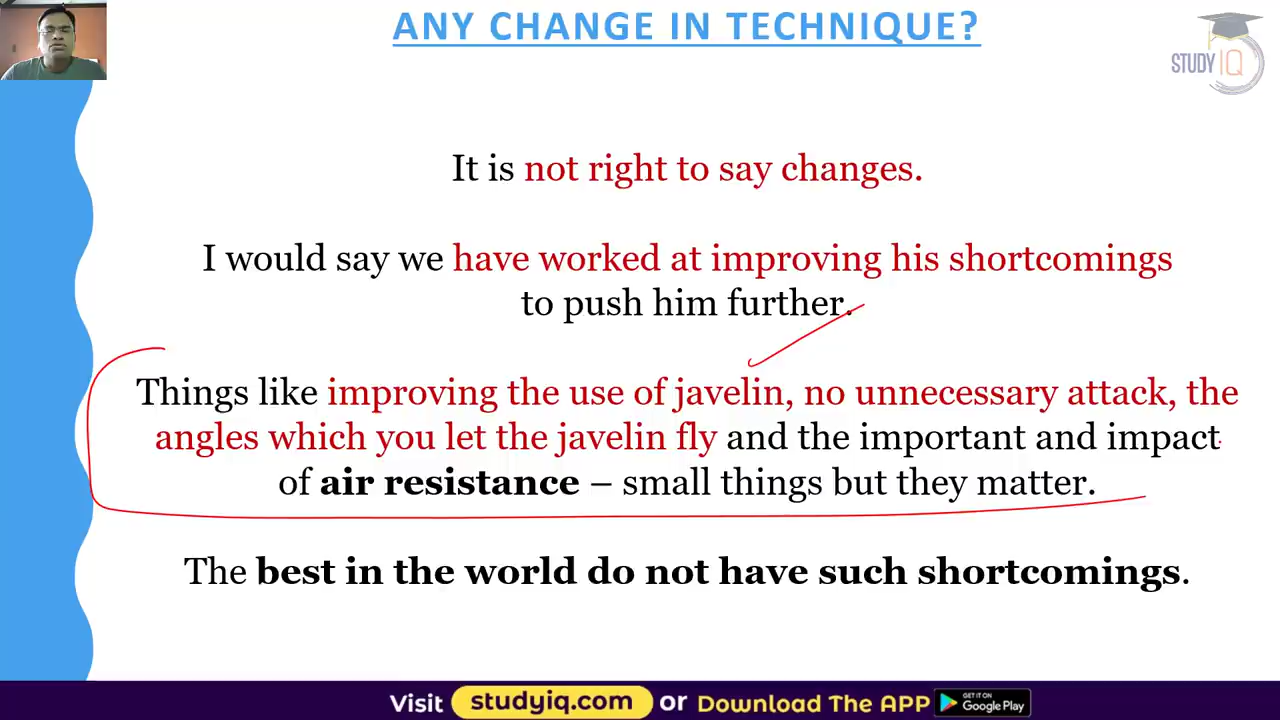 ANY CHANGE IN TECHNIQUE?
STUDY IQ
It is not right to say changes.
I would say we have worked at improving his shortcomings
to push him further.
Things like improving the use of javelin, no unnecessary attack, the
angles which you let the javelin fly and the important and impact
of air resistance – small things but they matter.
The best in the world do not have such shortcomings.
Visit studyiq.com or Download The APP GET IT ON Google Play